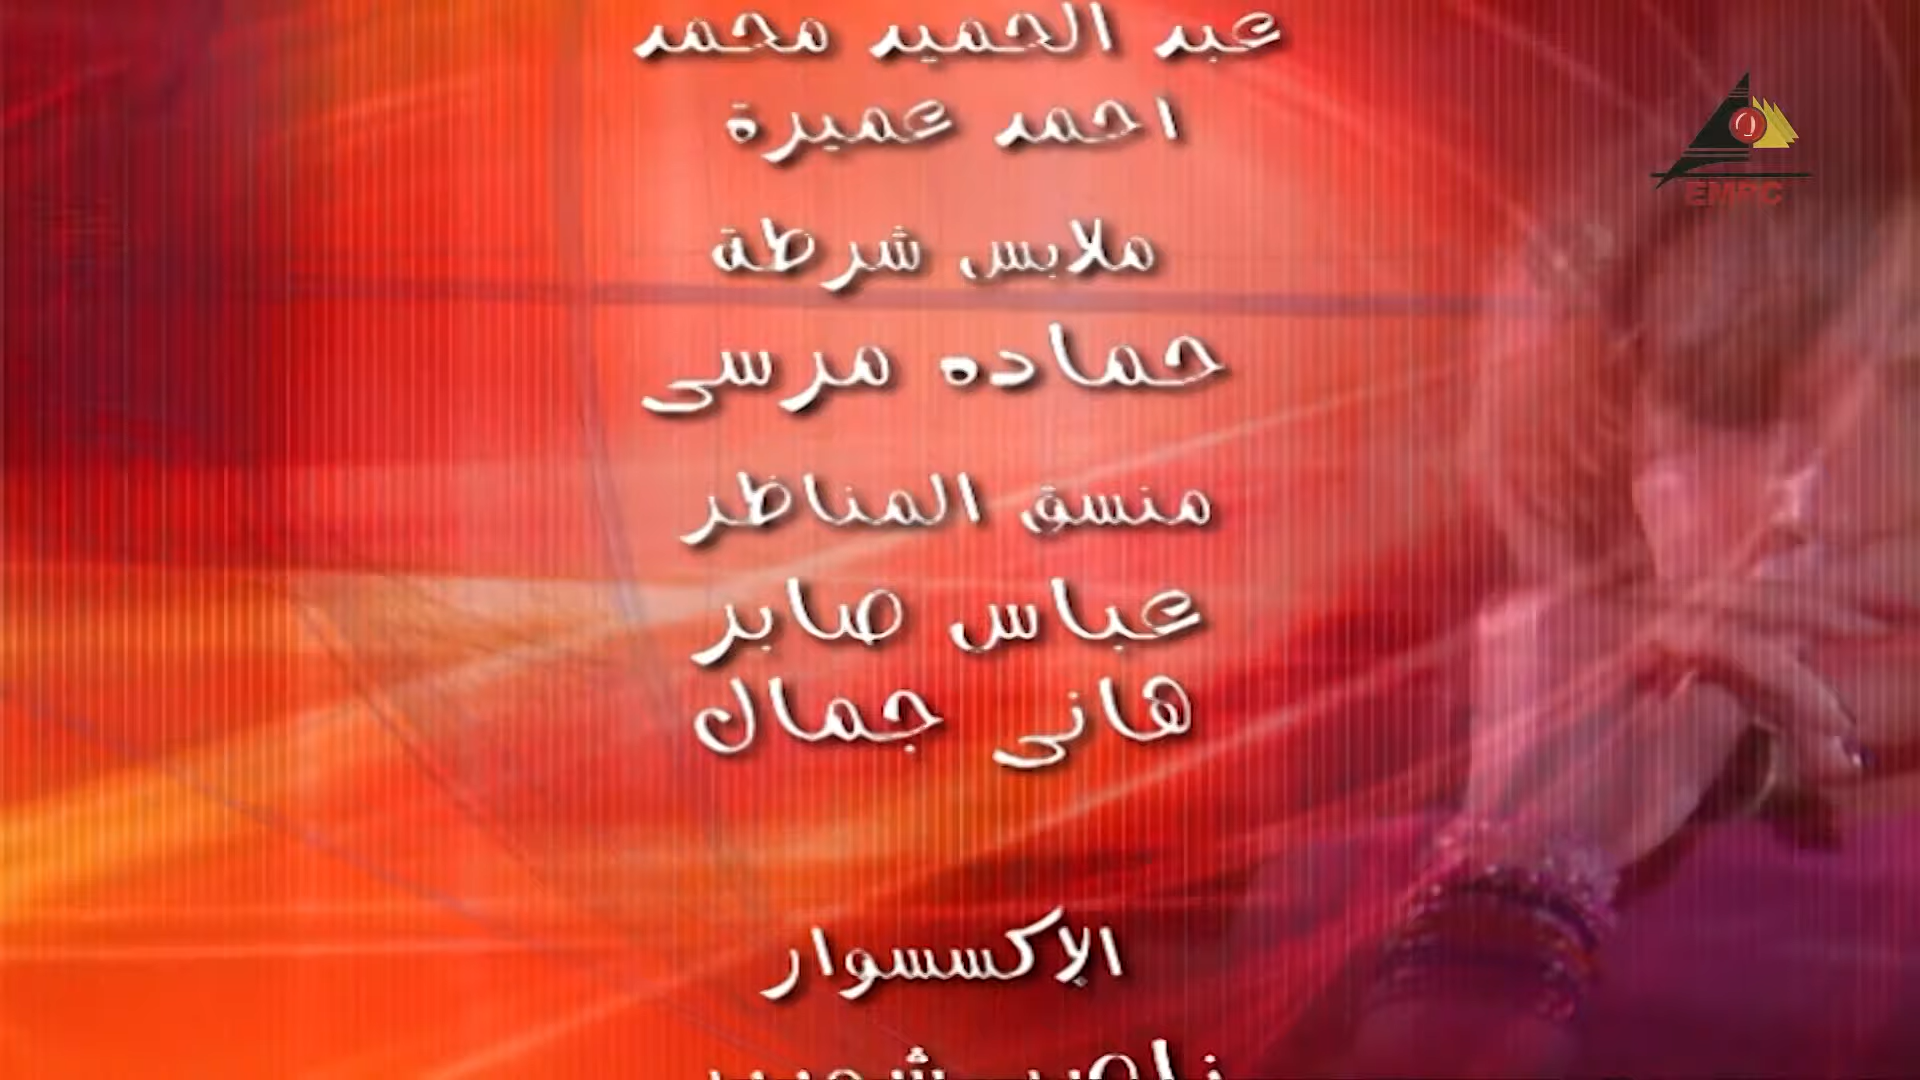 عبد الحميد محمد
احمد عميرة
EMPC
ملابس شرطة
حماده مرسى
منسق المناظر
عباس صابر
هانى جمال
الإكسسوار